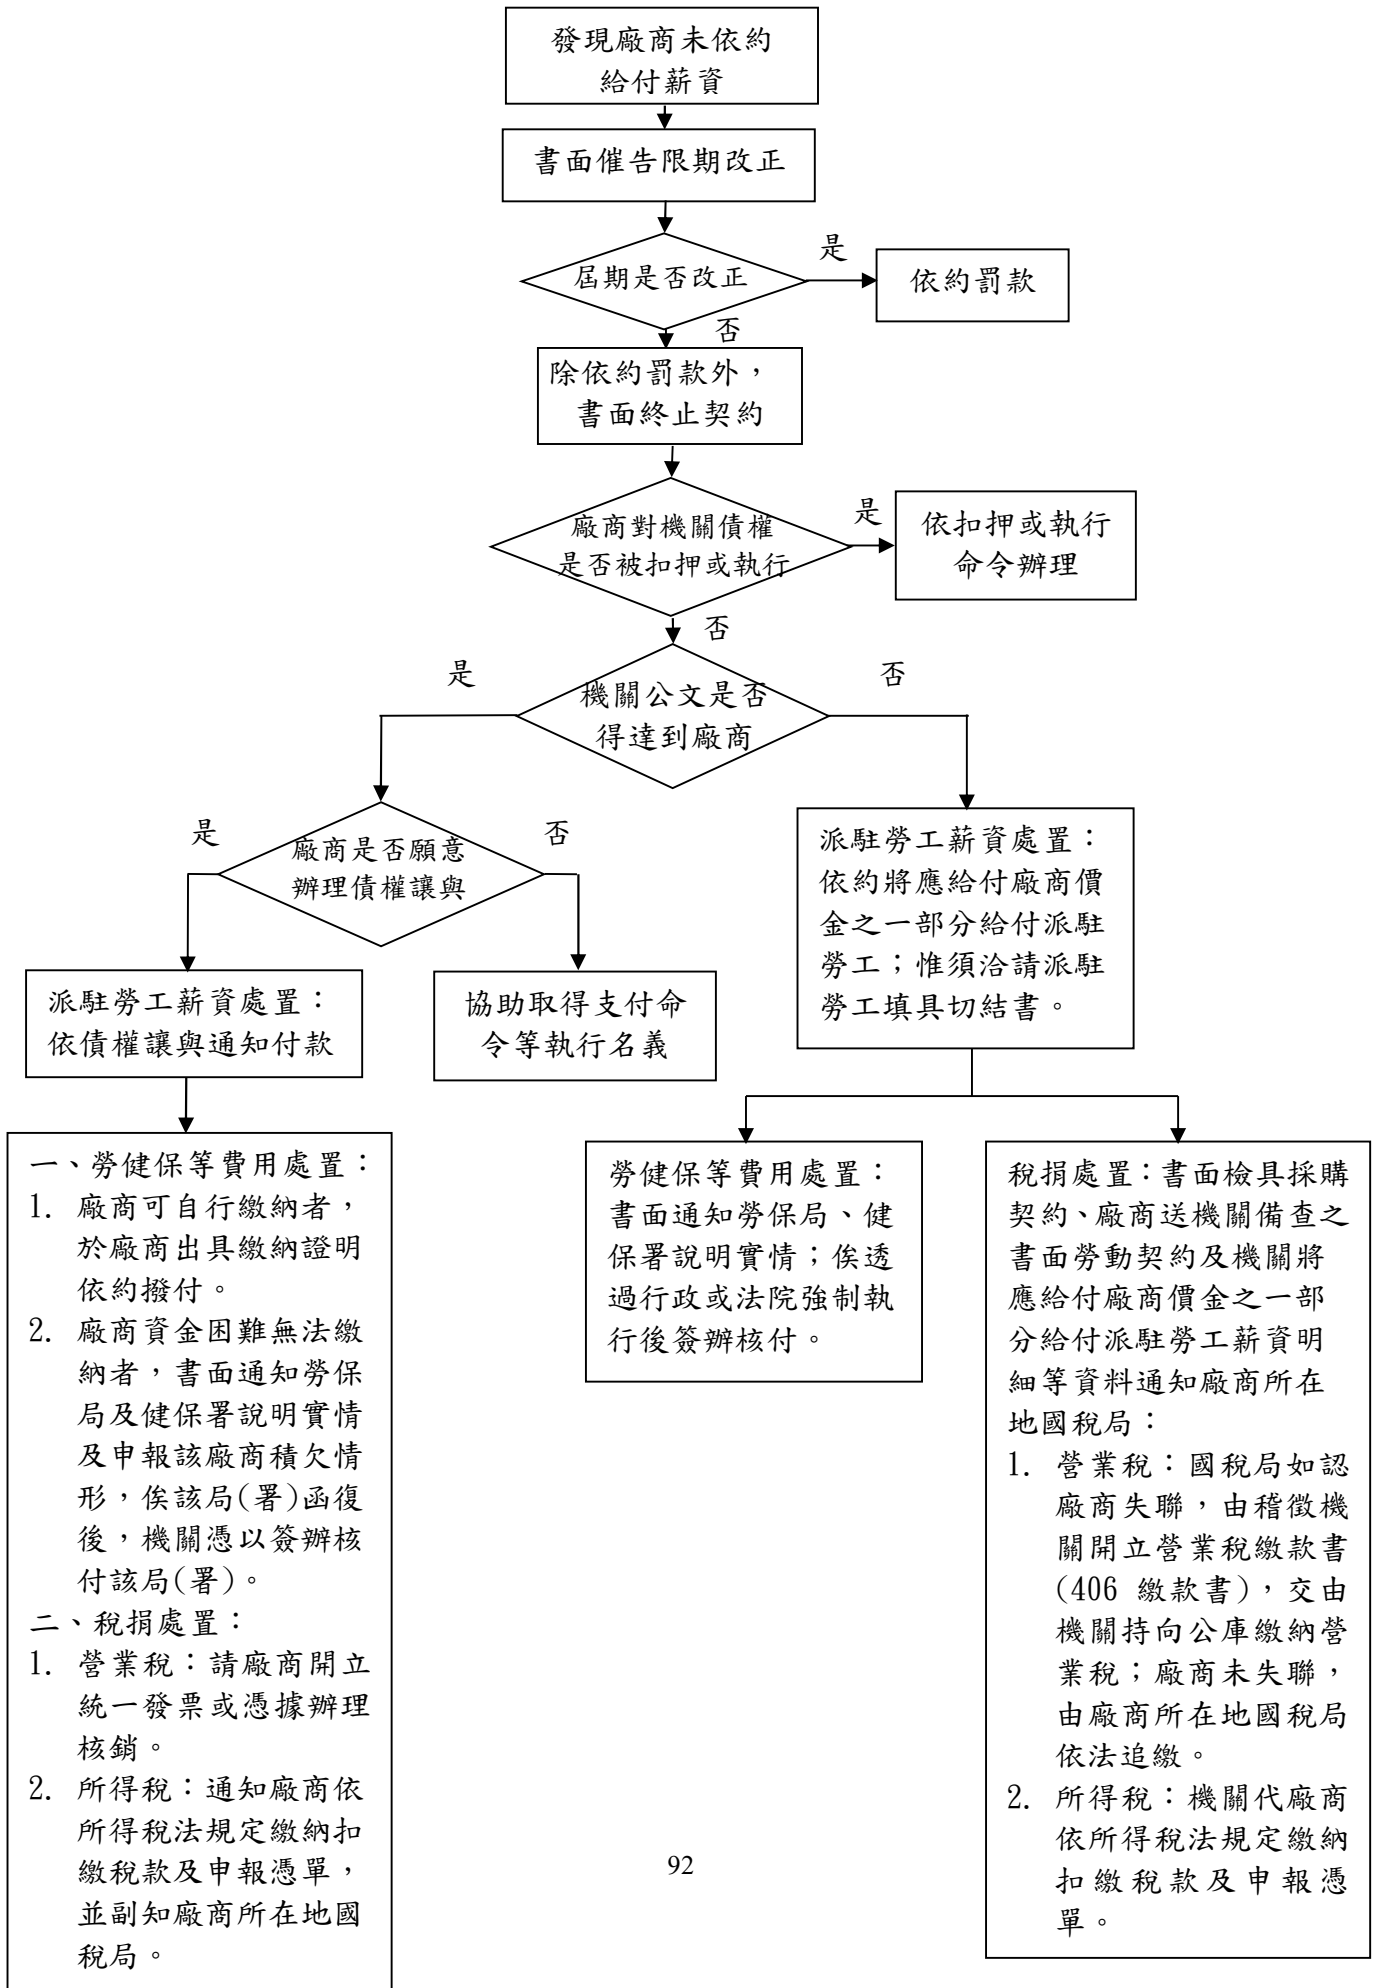 發現廠商未依約
給付薪資
書面催告限期改正
屆期是否改正
是
依約罰款
否
除依約罰款外，
書面終止契約
廠商對機關債權
是否被扣押或執行
是
依扣押或執行
命令辦理
否
機關公文是否
得達到廠商
是
否
廠商是否願意
辦理債權讓與
是
否
派駐勞工薪資處置：
依債權讓與通知付款
協助取得支付命
令等執行名義
派駐勞工薪資處置：
依約將應給付廠商價
金之一部分給付派駐
勞工；惟須洽請派駐
勞工填具切結書。
一、勞健保等費用處置：
1. 廠商可自行繳納者，
於廠商出具繳納證明
依約撥付。
2. 廠商資金困難無法繳
納者，書面通知勞保
局及健保署說明實情
及申報該廠商積欠情
形，俟該局(署)函復
後，機關憑以簽辦核
付該局(署)。
二、稅捐處置：
1. 營業稅：請廠商開立
統一發票或憑據辦理
核銷。
2. 所得稅：通知廠商依
所得稅法規定繳納扣
繳稅款及申報憑單，
並副知廠商所在地國
稅局。
勞健保等費用處置：
書面通知勞保局、健
保署說明實情；俟透
過行政或法院強制執
行後簽辦核付。
稅捐處置：書面檢具採購
契約、廠商送機關備查之
書面勞動契約及機關將
應給付廠商價金之一部
分給付派駐勞工薪資明
細等資料通知廠商所在
地國稅局：
1. 營業稅：國稅局如認
廠商失聯，由稽徵機
關開立營業稅繳款書
(406 繳款書)，交由
機關持向公庫繳納營
業稅；廠商未失聯，
由廠商所在地國稅局
依法追繳。
2. 所得稅：機關代廠商
依所得稅法規定繳納
扣繳稅款及申報憑
單。
92